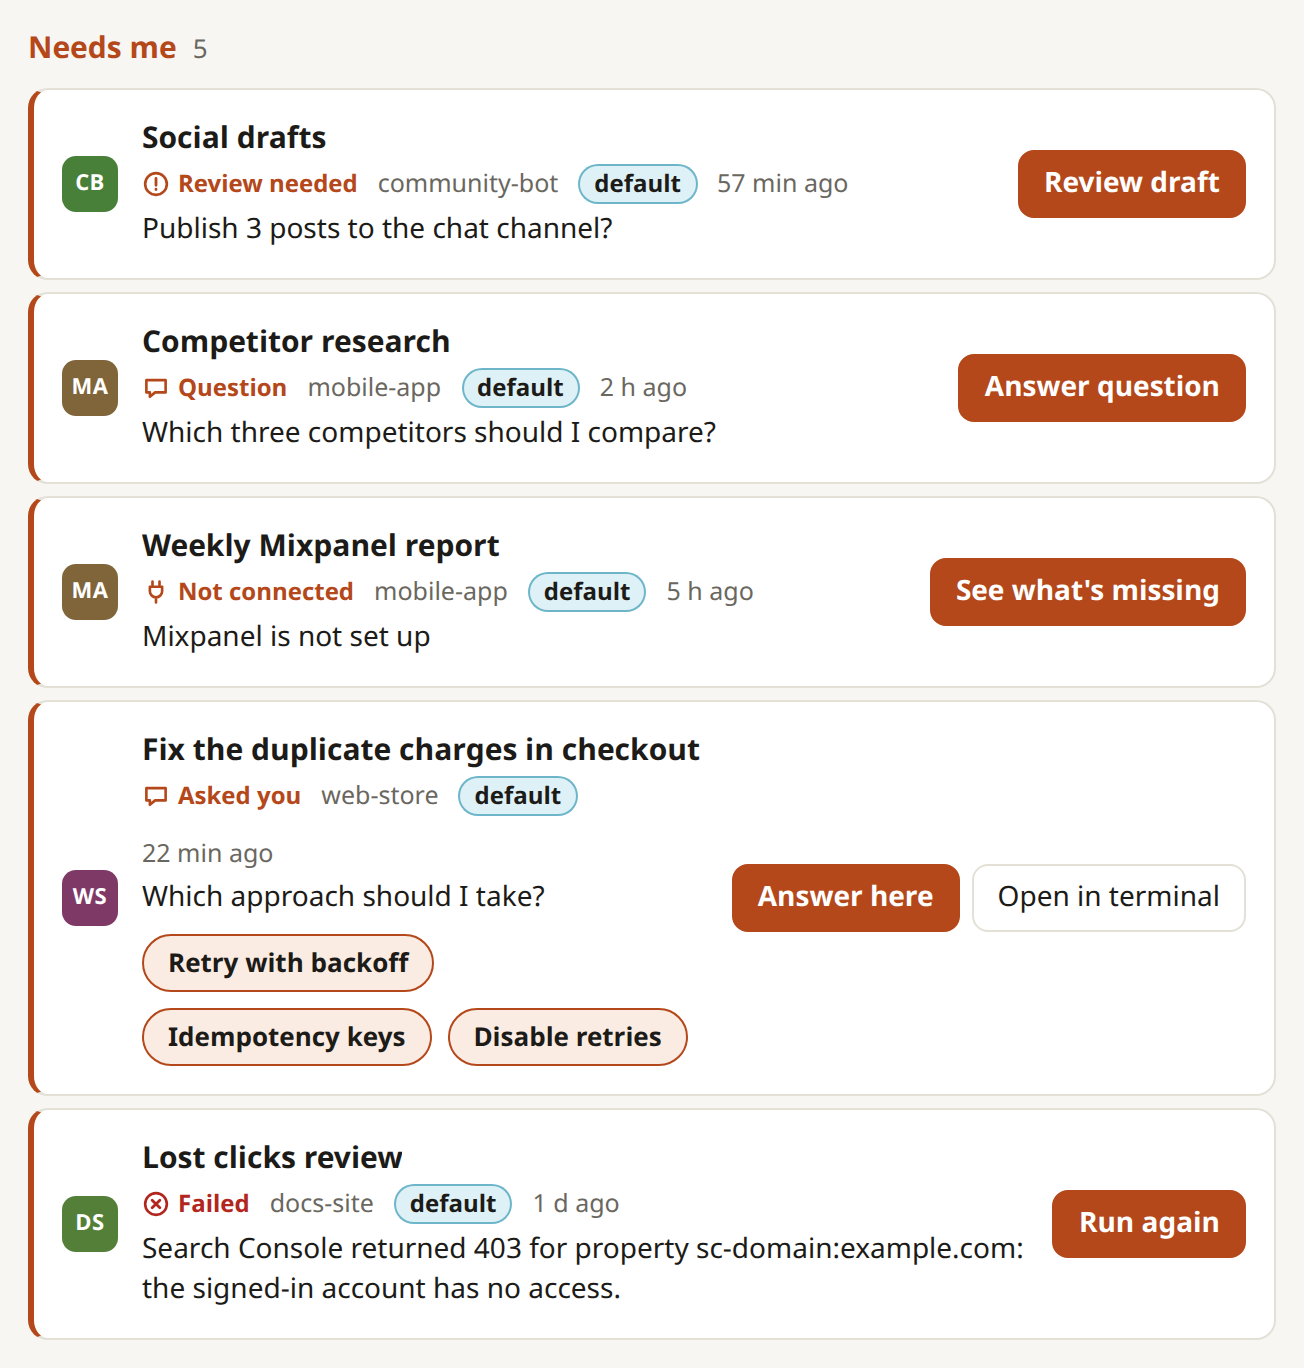 Needs me 5
Social drafts
CB
Review needed community-bot default 57 min ago
Review draft
Publish 3 posts to the chat channel?
Competitor research
MA
Question mobile-app default 2 h ago
Answer question
Which three competitors should I compare?
Weekly Mixpanel report
MA
Not connected mobile-app default 5 h ago
See what's missing
Mixpanel is not set up
Fix the duplicate charges in checkout
Asked you web-store default
22 min ago
WS
Which approach should I take?
Answer here
Open in terminal
Retry with backoff
Idempotency keys Disable retries
Lost clicks review
DS
Failed docs-site default 1 d ago
Run again
Search Console returned 403 for property sc-domain:example.com:
the signed-in account has no access.